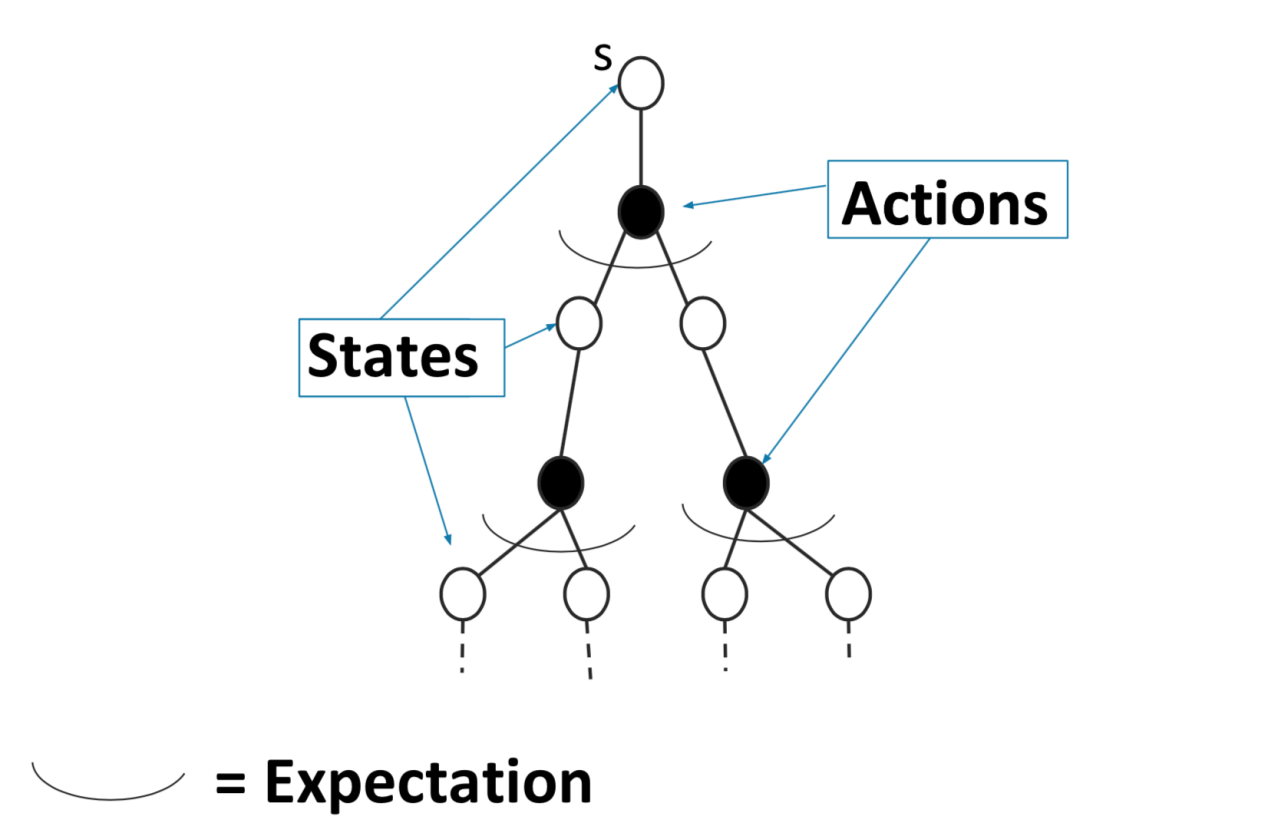 s
Actions
States
= Expectation